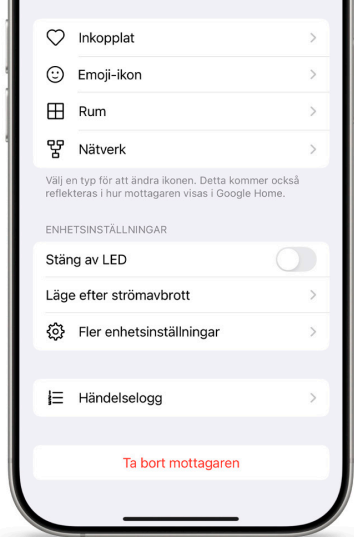 Inkopplat
Emoji-ikon
Rum
Nätverk
Välj en typ för att ändra ikonen. Detta kommer också
reflekteras i hur mottagaren visas i Google Home.
ENHETSINSTÄLLNINGAR
Stäng av LED
Läge efter strömavbrott
Fler enhetsinställningar
Händelselogg
Ta bort mottagaren